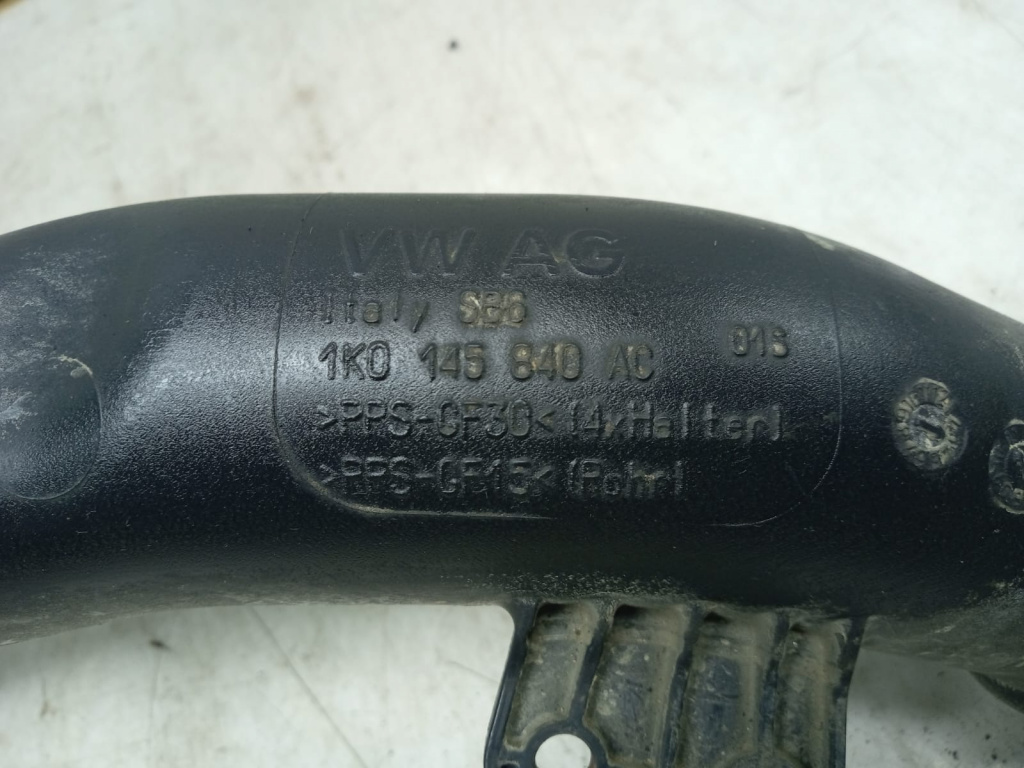 VW AG
Italy SB6
1K0 145 840 AC 01S
>PPS-GF30< (4xHalter)
>PPS-GF15< (Rohr)